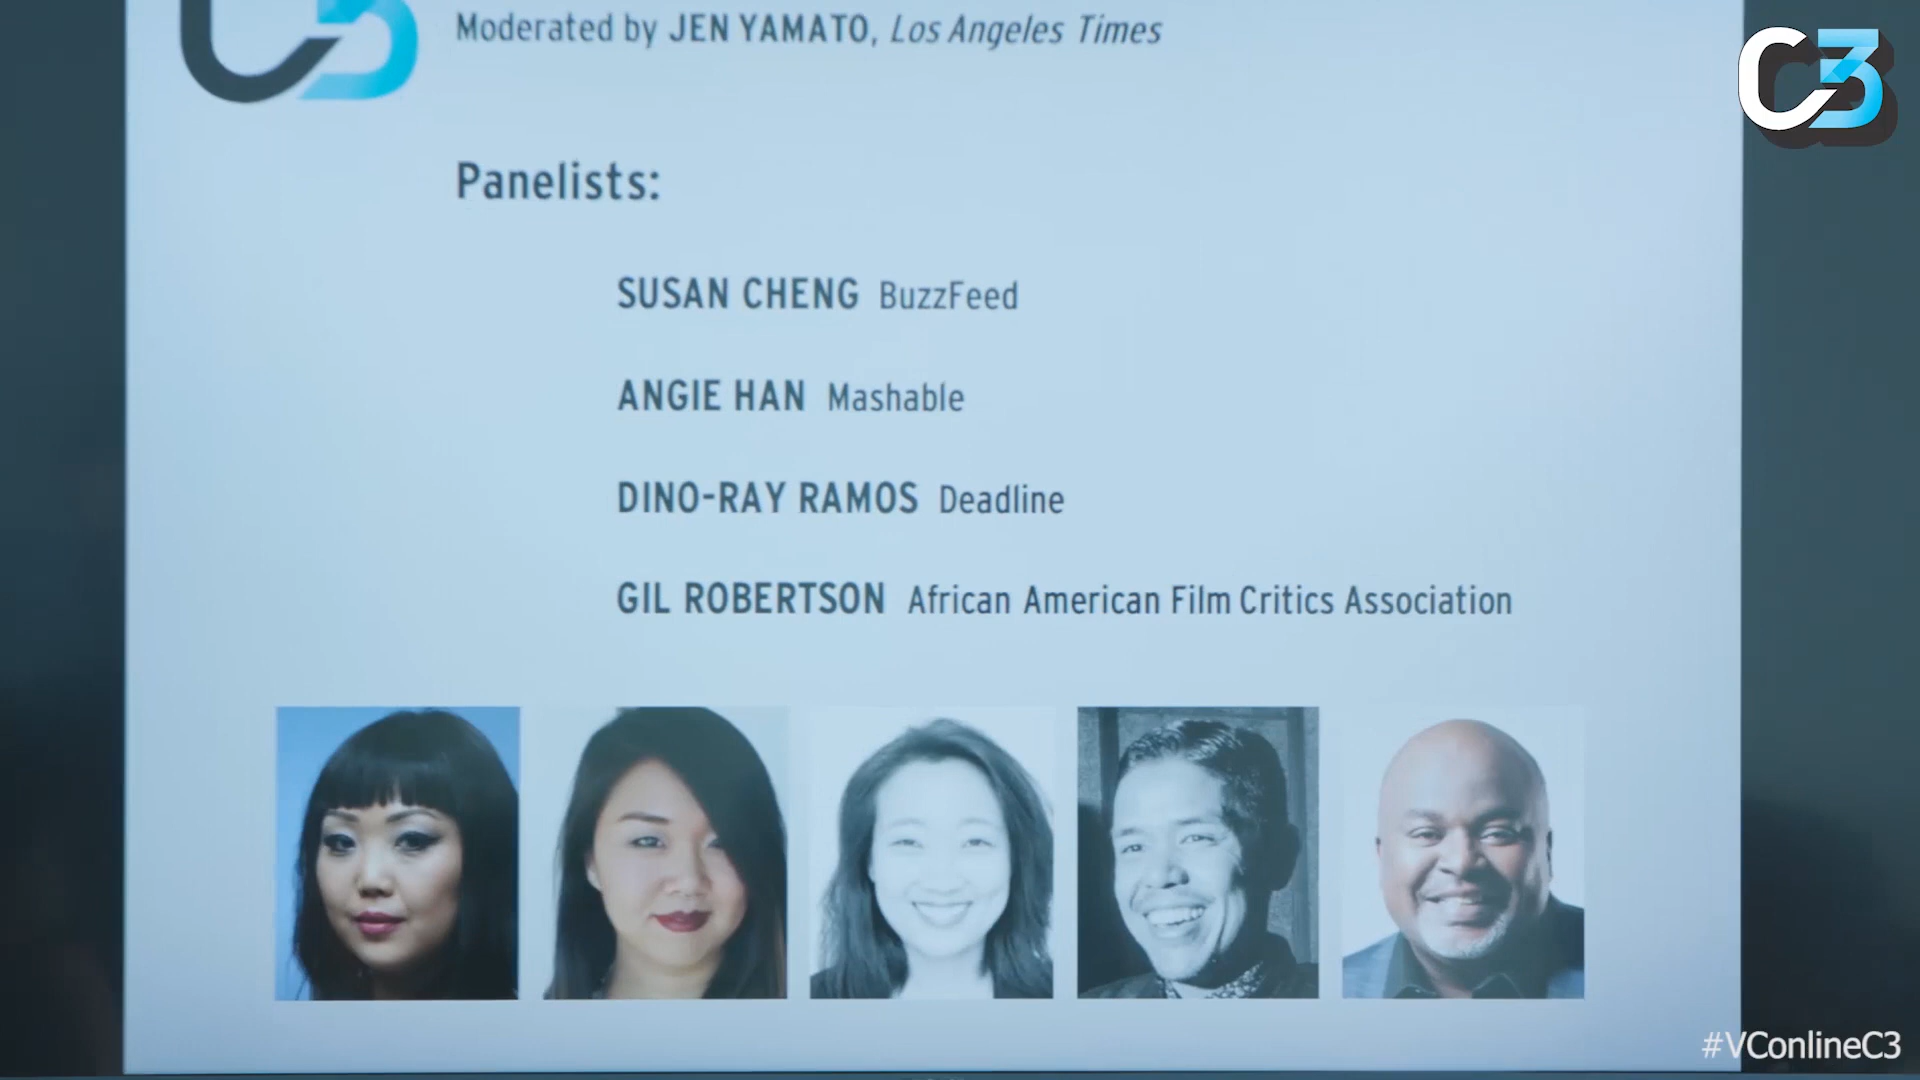 C3
Moderated by JEN YAMATO, Los Angeles Times
C3
Panelists:
SUSAN CHENG BuzzFeed
ANGIE HAN Mashable
DINO-RAY RAMOS Deadline
GIL ROBERTSON African American Film Critics Association
#VConlineC3